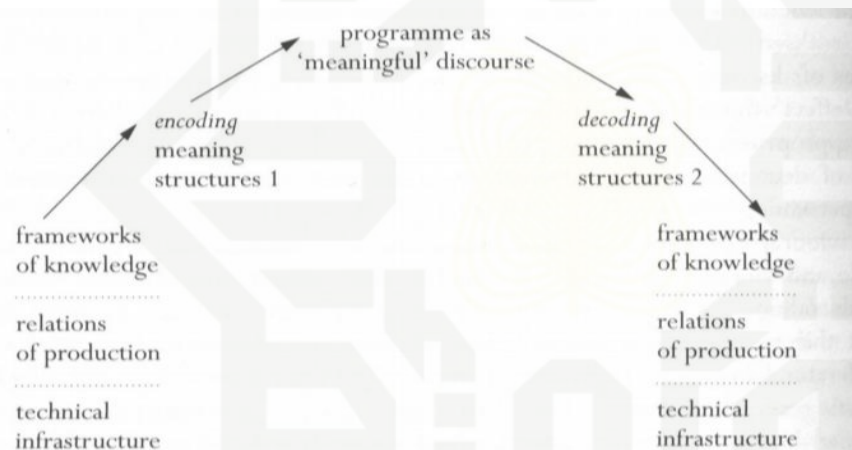 programme as
'meaningful' discourse
encoding
meaning
structures 1
decoding
meaning
structures 2
frameworks
of knowledge
relations
of production
technical
infrastructure
frameworks
of knowledge
relations
of production
technical
infrastructure